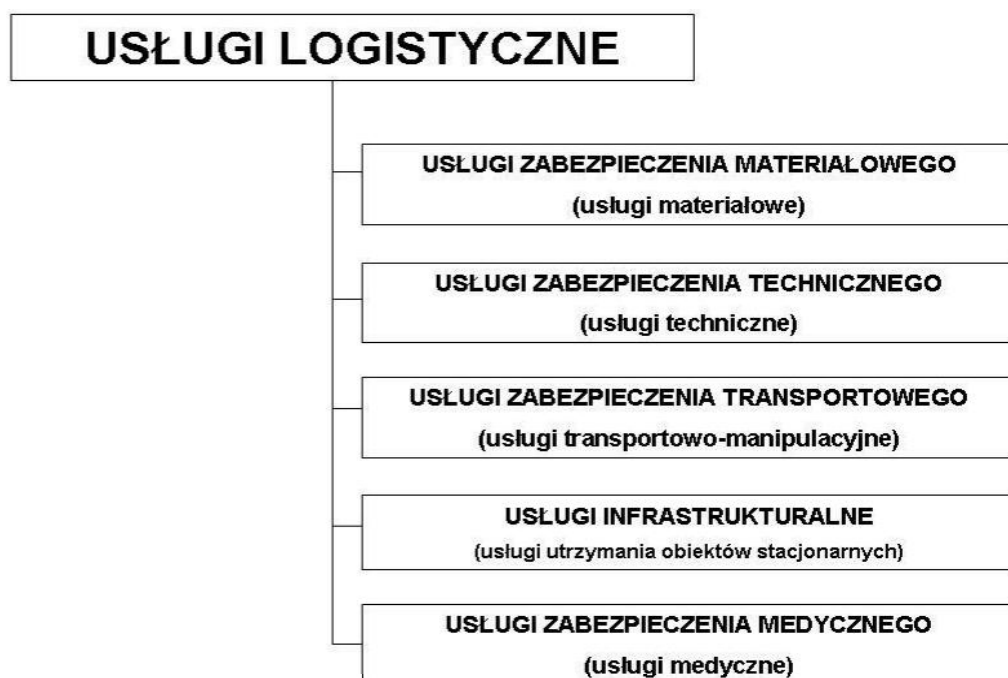 USŁUGI LOGISTYCZNE
USŁUGI ZABEZPIECZENIA MATERIAŁOWEGO
(usługi materiałowe)
USŁUGI ZABEZPIECZENIA TECHNICZNEGO
(usługi techniczne)
USŁUGI ZABEZPIECZENIA TRANSPORTOWEGO
(usługi transportowo-manipulacyjne)
USŁUGI INFRASTRUKTURALNE
(usługi utrzymania obiektów stacjonarnych)
USŁUGI ZABEZPIECZENIA MEDYCZNEGO
(usługi medyczne)